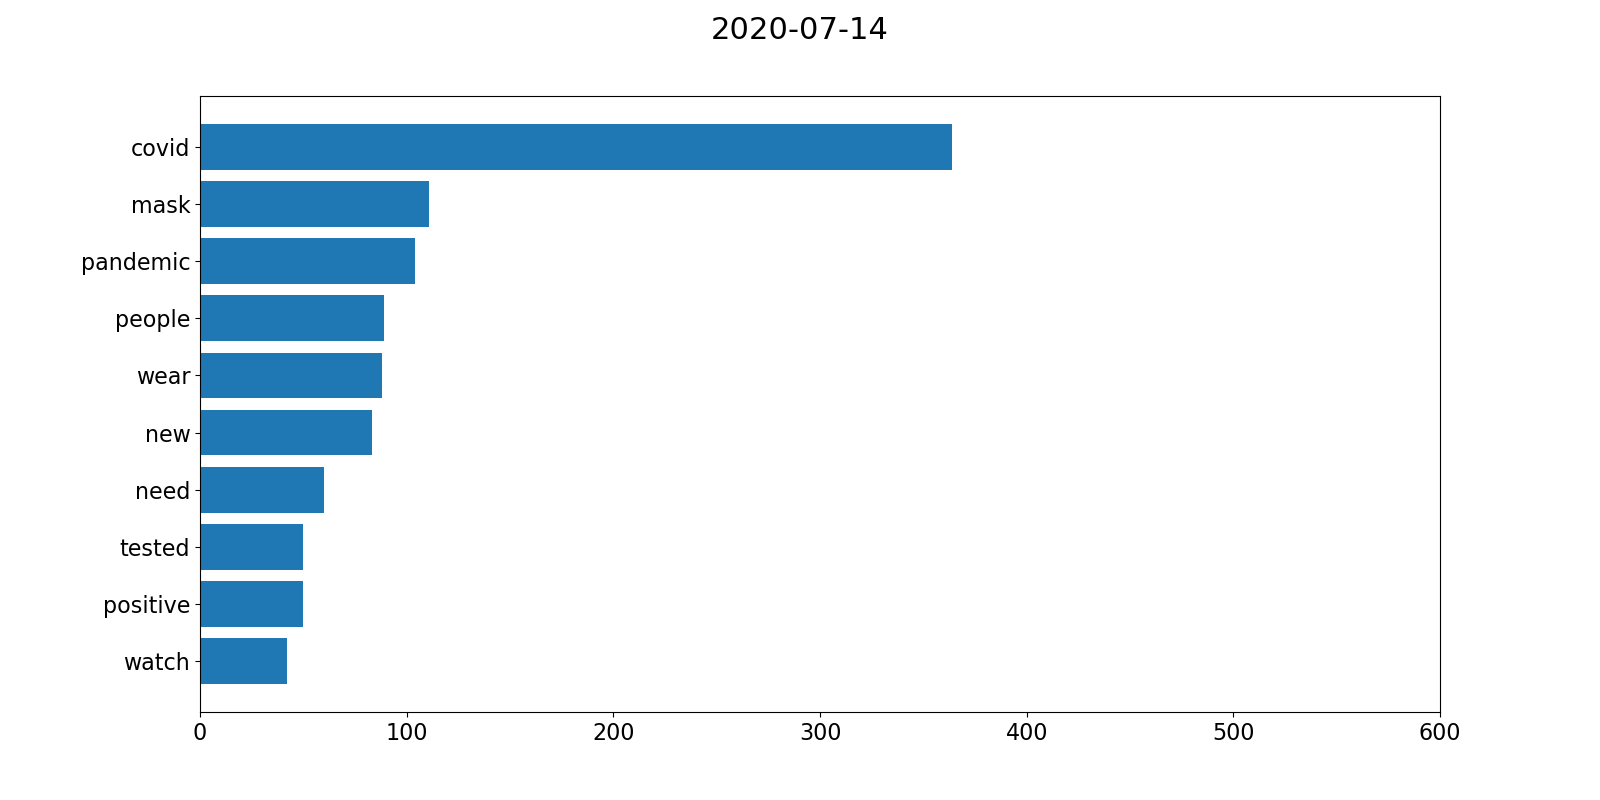 2020-07-14
covid
mask
pandemic
people
wear
new
need
tested
positive
watch
0 100 200 300 400 500 600